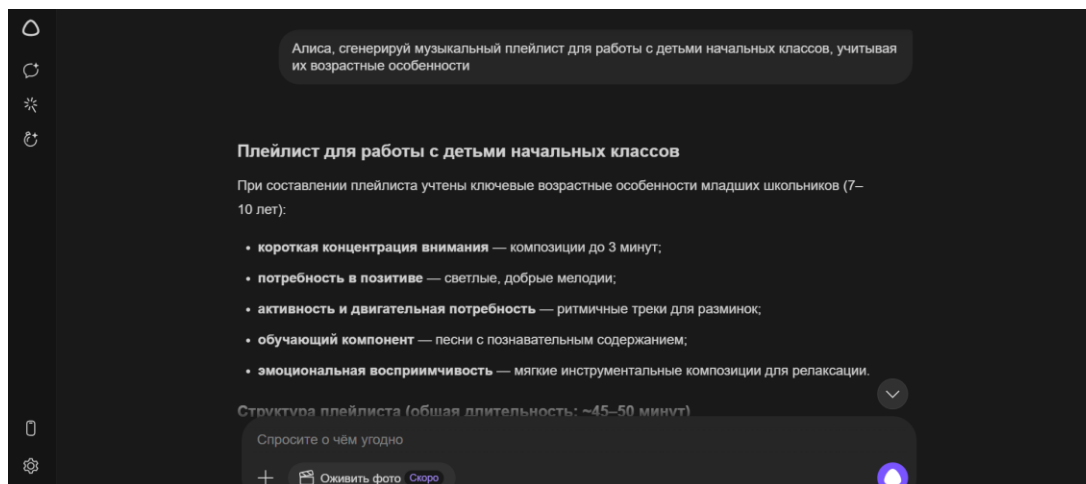 Алиса, сгенерируй музыкальный плейлист для работы с детьми начальных классов, учитывая
их возрастные особенности
Плейлист для работы с детьми начальных классов
При составлении плейлиста учтены ключевые возрастные особенности младших школьников (7–
10 лет):
• короткая концентрация внимания — композиции до 3 минут;
• потребность в позитиве — светлые, добрые мелодии;
• активность и двигательная потребность — ритмичные треки для разминок;
• обучающий компонент — песни с познавательным содержанием;
• эмоциональная восприимчивость — мягкие инструментальные композиции для релаксации.
Структура плейлиста (общая длительность: ~45–50 минут)
Спросите о чём угодно
Оживить фото Скоро